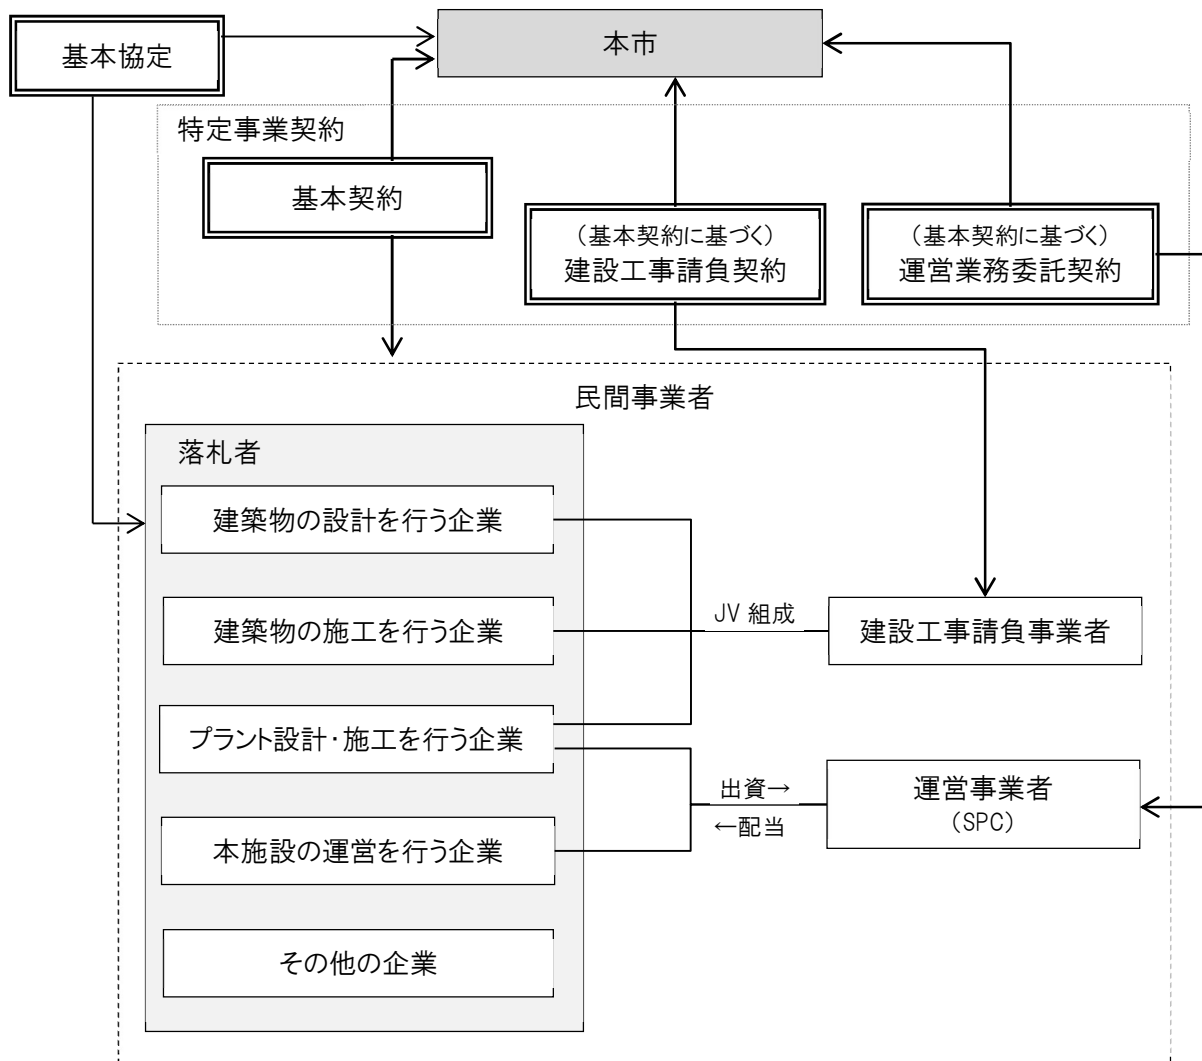 基本協定
本市
特定事業契約
基本契約
（基本契約に基づく）
建設工事請負契約
（基本契約に基づく）
運営業務委託契約
民間事業者
落札者
建築物の設計を行う企業
建築物の施工を行う企業
JV 組成
建設工事請負事業者
プラント設計・施工を行う企業
出資→
←配当
運営事業者
（SPC）
本施設の運営を行う企業
その他の企業